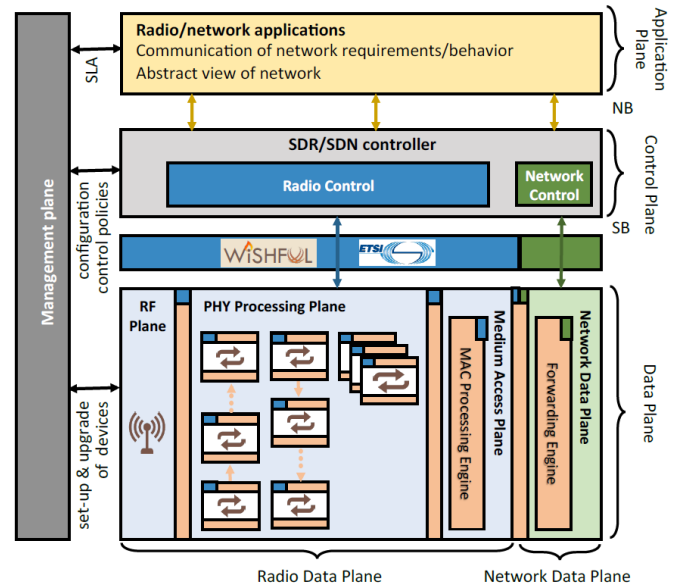 Radio/network applications
Communication of network requirements/behavior
Abstract view of network
Application
Plane
SLA
NB
SDR/SDN controller
Radio Control
Network
Control
Control Plane
Management plane
configuration
control policies
SB
WiSHFUL
ETSI
RF
Plane
PHY Processing Plane
Medium Access Plane
MAC Processing Engine
Network Data Plane
Forwarding Engine
Data Plane
set-up & upgrade
of devices
Radio Data Plane
Network Data Plane